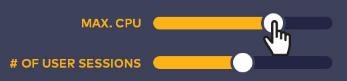 MAX. CPU
# OF USER SESSIONS